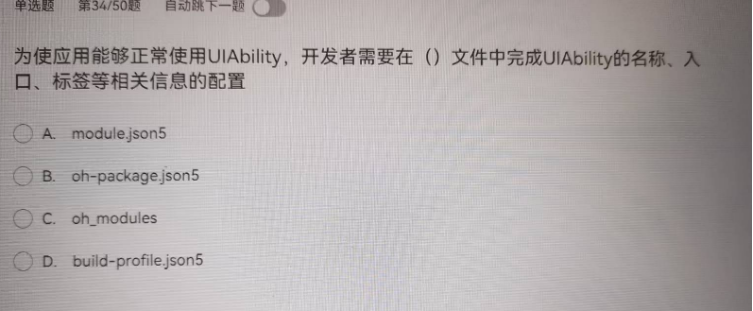 单选题 第34/50题 自动跳下一题
为使应用能够正常使用UIAbility，开发者需要在（）文件中完成UIAbility的名称、入
口、标签等相关信息的配置
A. module.json5
B. oh-package.json5
C. oh_modules
D. build-profile.json5